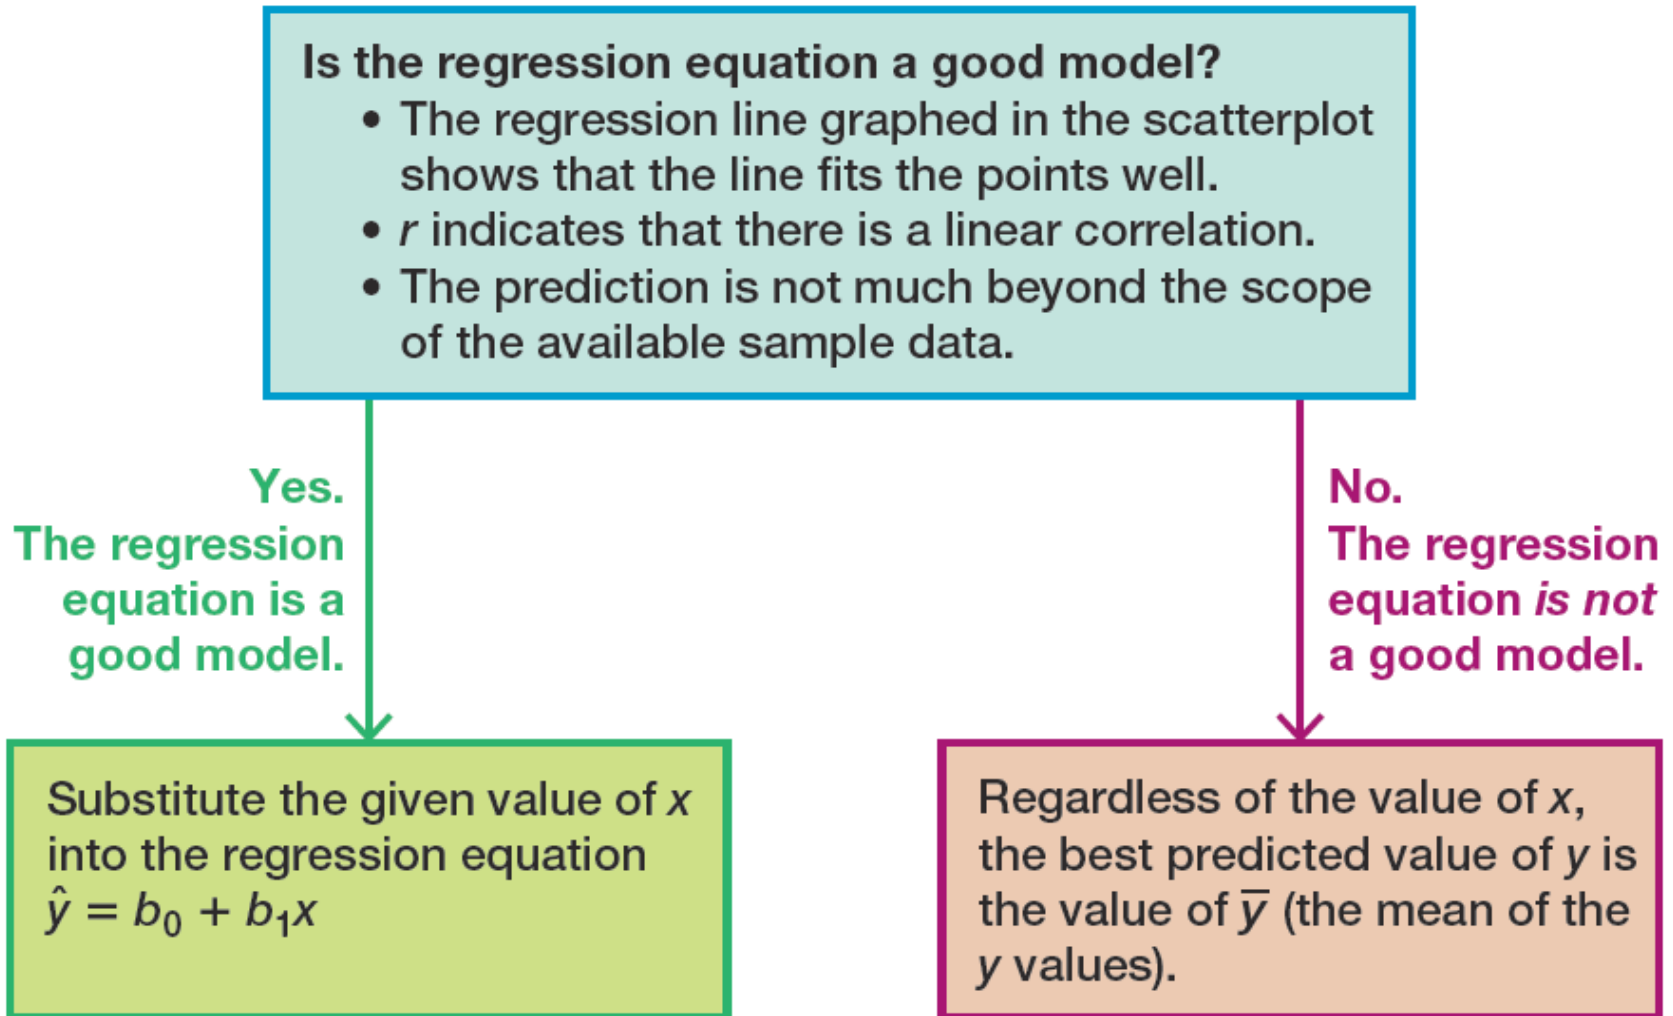 Is the regression equation a good model?
• The regression line graphed in the scatterplot
shows that the line fits the points well.
• r indicates that there is a linear correlation.
• The prediction is not much beyond the scope
of the available sample data.
Yes.
The regression
equation is a
good model.
No.
The regression
equation is not
a good model.
Substitute the given value of x
into the regression equation
ŷ = b₀ + b₁x
Regardless of the value of x,
the best predicted value of y is
the value of ȳ (the mean of the
y values).